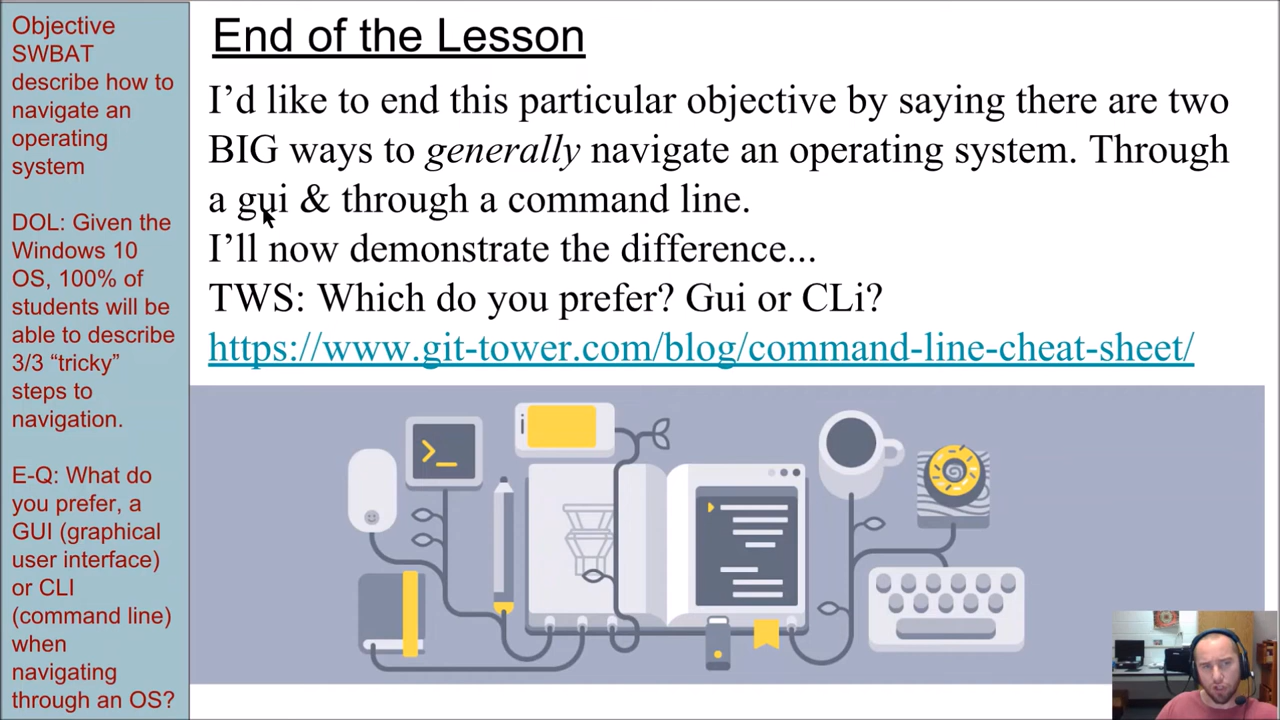 Objective
SWBAT
describe how to
navigate an
operating
system
DOL: Given the
Windows 10
OS, 100% of
students will be
able to describe
3/3 “tricky”
steps to
navigation.
E-Q: What do
you prefer, a
GUI (graphical
user interface)
or CLI
(command line)
when
navigating
through an OS?
End of the Lesson
I’d like to end this particular objective by saying there are two
BIG ways to generally navigate an operating system. Through
a gui & through a command line.
I’ll now demonstrate the difference...
TWS: Which do you prefer? Gui or CLi?
https://www.git-tower.com/blog/command-line-cheat-sheet/